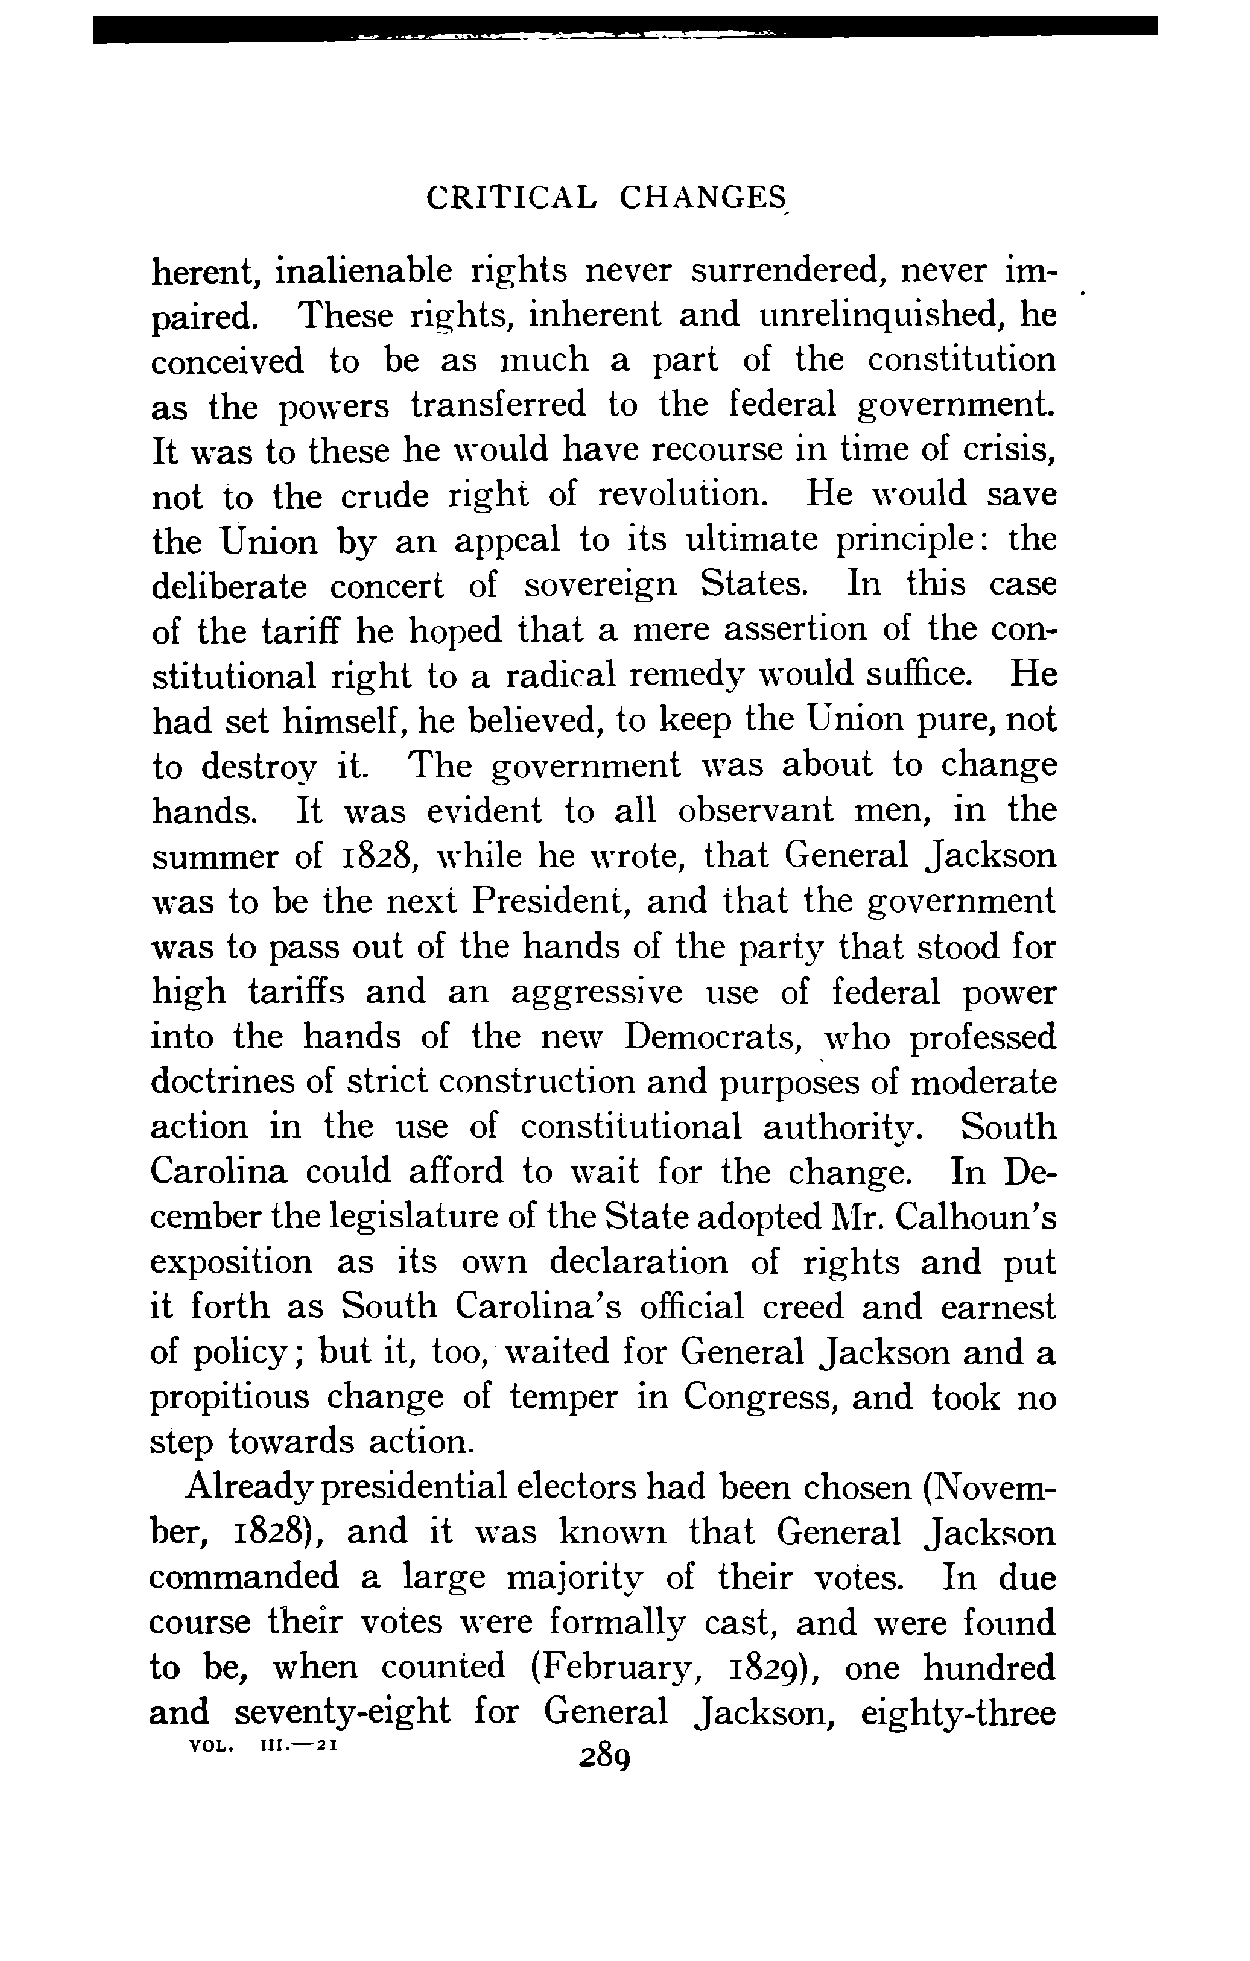 CRITICAL CHANGES
herent, inalienable rights never surrendered, never im-
paired. These rights, inherent and unrelinquished, he
conceived to be as much a part of the constitution
as the powers transferred to the federal government.
It was to these he would have recourse in time of crisis,
not to the crude right of revolution. He would save
the Union by an appeal to its ultimate principle: the
deliberate concert of sovereign States. In this case
of the tariff he hoped that a mere assertion of the con-
stitutional right to a radical remedy would suffice. He
had set himself, he believed, to keep the Union pure, not
to destroy it. The government was about to change
hands. It was evident to all observant men, in the
summer of 1828, while he wrote, that General Jackson
was to be the next President, and that the government
was to pass out of the hands of the party that stood for
high tariffs and an aggressive use of federal power
into the hands of the new Democrats, who professed
doctrines of strict construction and purposes of moderate
action in the use of constitutional authority. South
Carolina could afford to wait for the change. In De-
cember the legislature of the State adopted Mr. Calhoun's
exposition as its own declaration of rights and put
it forth as South Carolina's official creed and earnest
of policy; but it, too, waited for General Jackson and a
propitious change of temper in Congress, and took no
step towards action.
Already presidential electors had been chosen (Novem-
ber, 1828), and it was known that General Jackson
commanded a large majority of their votes. In due
course their votes were formally cast, and were found
to be, when counted (February, 1829), one hundred
and seventy-eight for General Jackson, eighty-three
VOL. III.—21
289